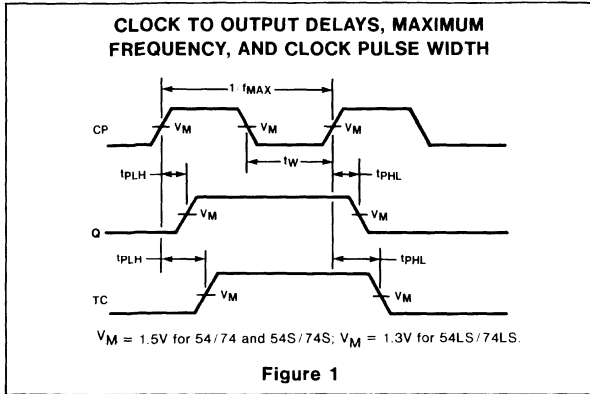 CLOCK TO OUTPUT DELAYS, MAXIMUM
FREQUENCY, AND CLOCK PULSE WIDTH
1 fMAX
CP
VM
VM
VM
tW
tPLH
tPHL
VM
VM
Q
tPLH
tPHL
VM
VM
TC
VM = 1.5V for 54/74 and 54S/74S; VM = 1.3V for 54LS/74LS.
Figure 1